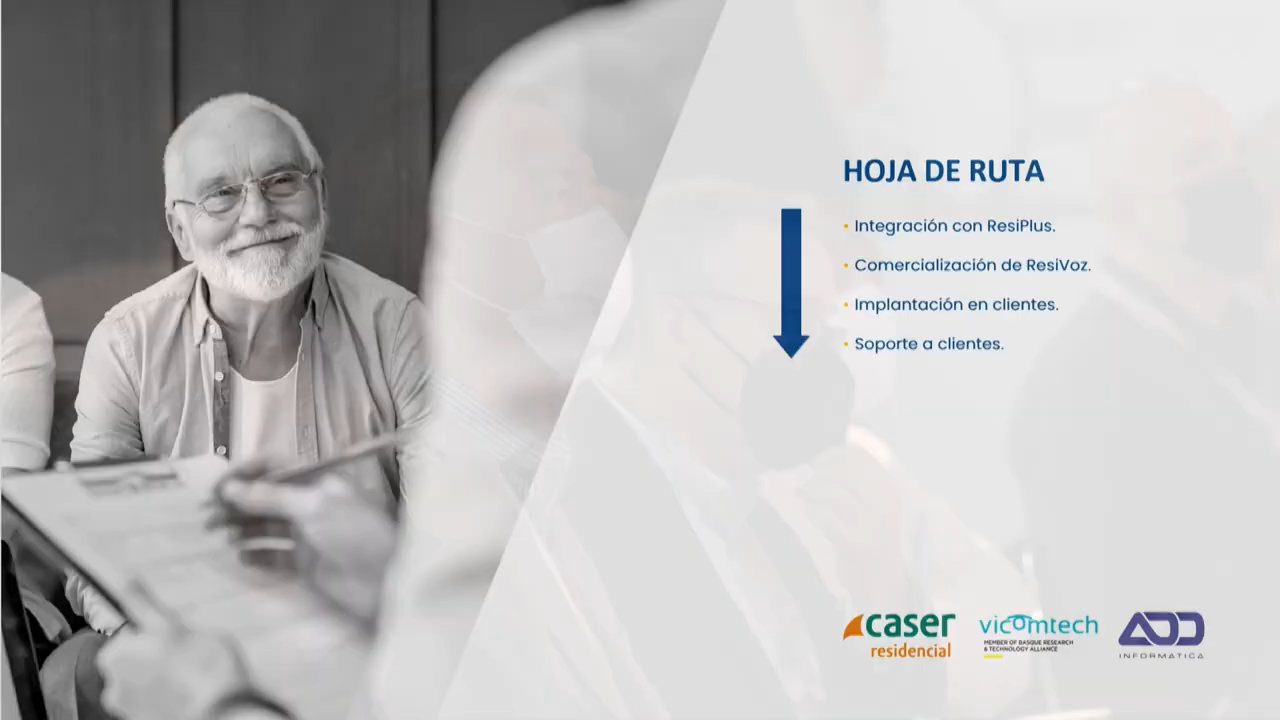 HOJA DE RUTA
• Integración con ResiPlus.
• Comercialización de ResiVoz.
• Implantación en clientes.
• Soporte a clientes.
caser
residencial
vicomtech
MEMBER OF BASQUE RESEARCH
& TECHNOLOGY ALLIANCE
ADD
INFORMATICA